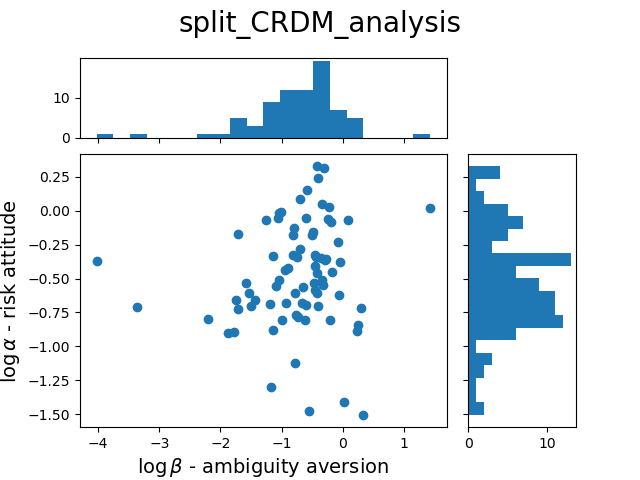 split_CRDM_analysis
10
0
0.25
0.00
−0.25
−0.50
−0.75
−1.00
−1.25
−1.50
log α - risk attitude
−4 −3 −2 −1 0 1
0 10
log β - ambiguity aversion